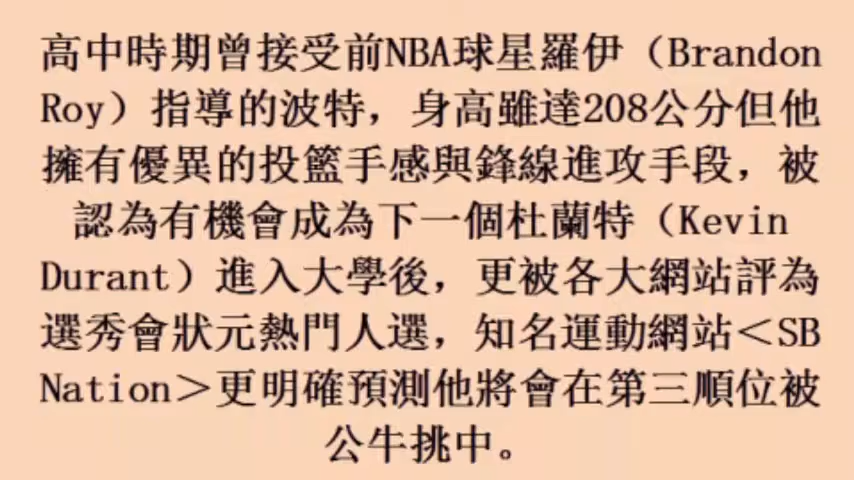 高中時期曾接受前NBA球星羅伊（Brandon
Roy）指導的波特，身高雖達208公分但他
擁有優異的投籃手感與鋒線進攻手段，被
認為有機會成為下一個杜蘭特（Kevin
Durant）進入大學後，更被各大網站評為
選秀會狀元熱門人選，知名運動網站＜SB
Nation＞更明確預測他將會在第三順位被
公牛挑中。